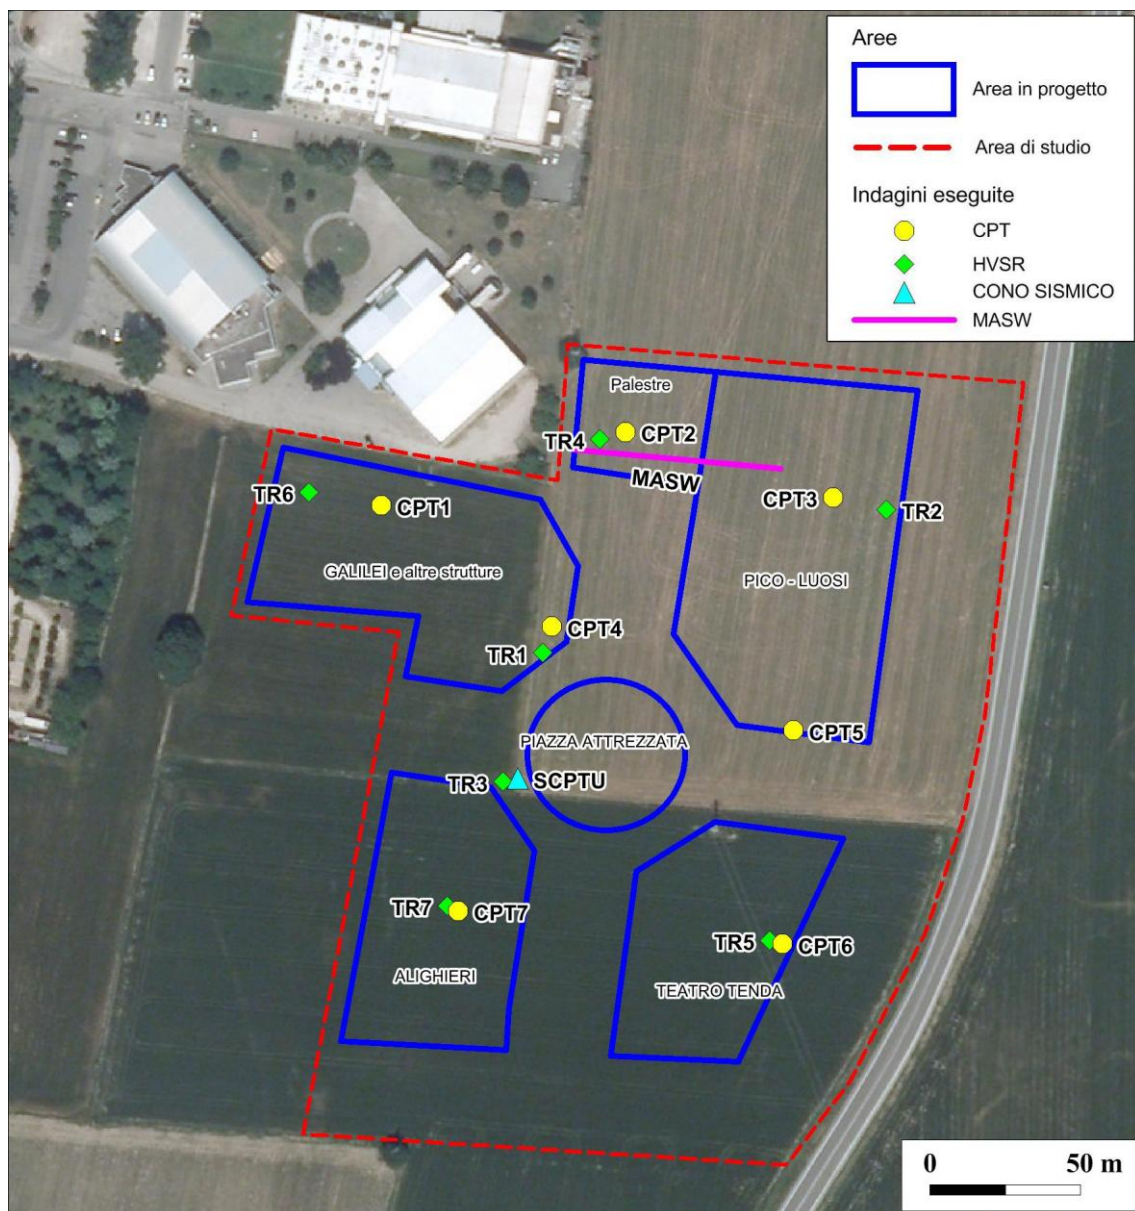 Aree
Area in progetto
Area di studio
Indagini eseguite
CPT
HVSR
CONO SISMICO
MASW
Palestre
TR4
CPT2
MASW
TR6
CPT1
CPT3
TR2
GALILEI e altre strutture
PICO - LUOSI
CPT4
TR1
CPT5
PIAZZA ATTREZZATA
TR3
SCPTU
TR7
CPT7
TR5
CPT6
ALIGHIERI
TEATRO TENDA
0 50 m